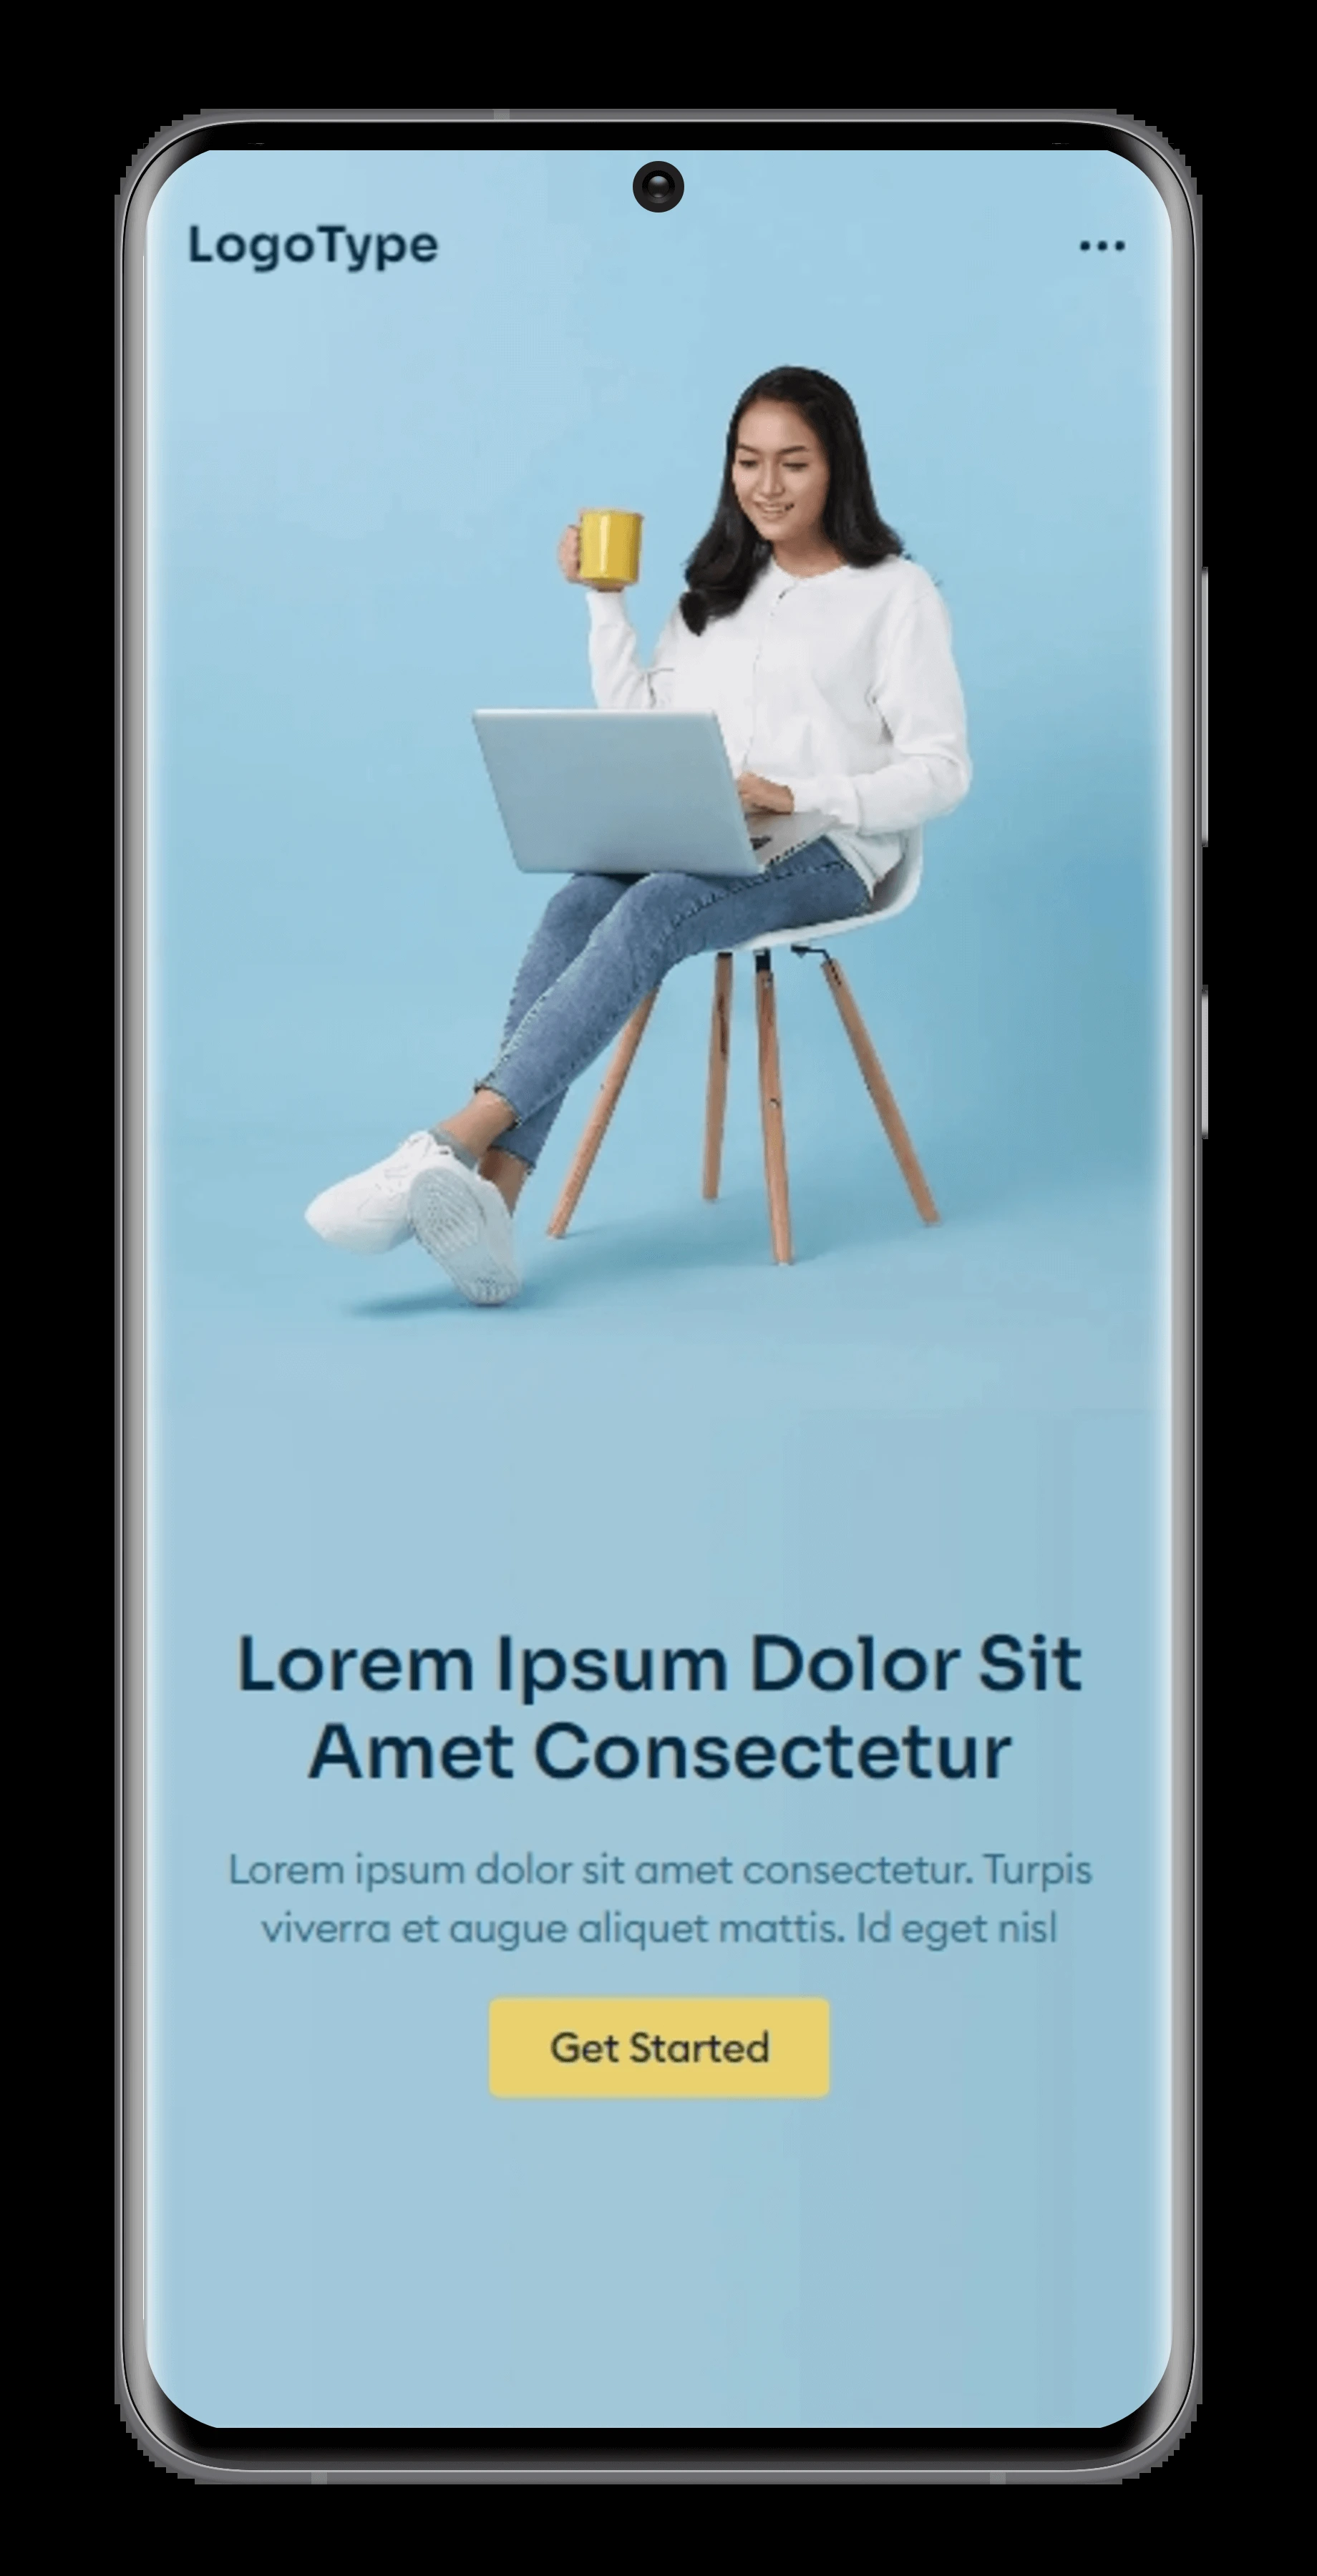 LogoType
Lorem Ipsum Dolor Sit
Amet Consectetur
Lorem ipsum dolor sit amet consectetur. Turpis
viverra et augue aliquet mattis. Id eget nisl
Get Started